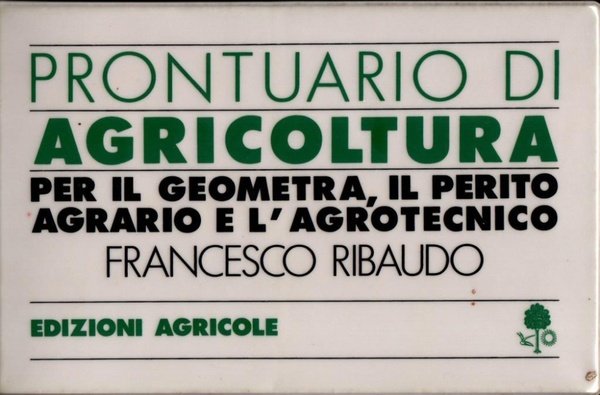 PRONTUARIO DI
AGRICOLTURA
PER IL GEOMETRA, IL PERITO
AGRARIO E L'AGROTECNICO
FRANCESCO RIBAUDO
EDIZIONI AGRICOLE